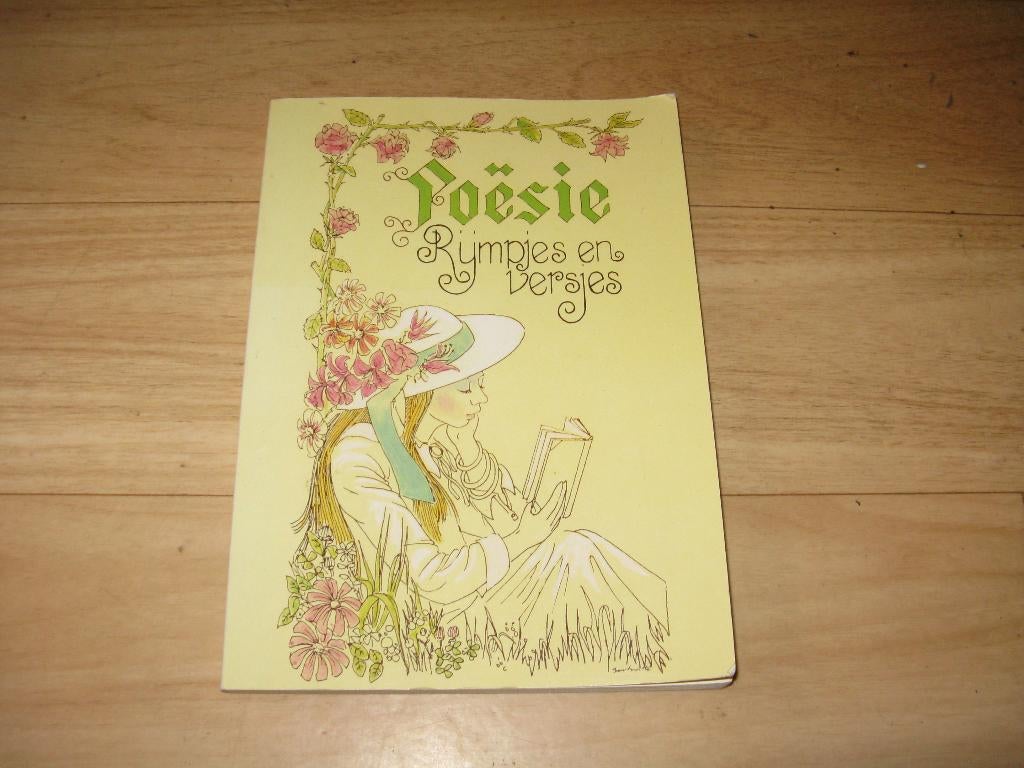 Poësie
Rijmpjes en
versjes